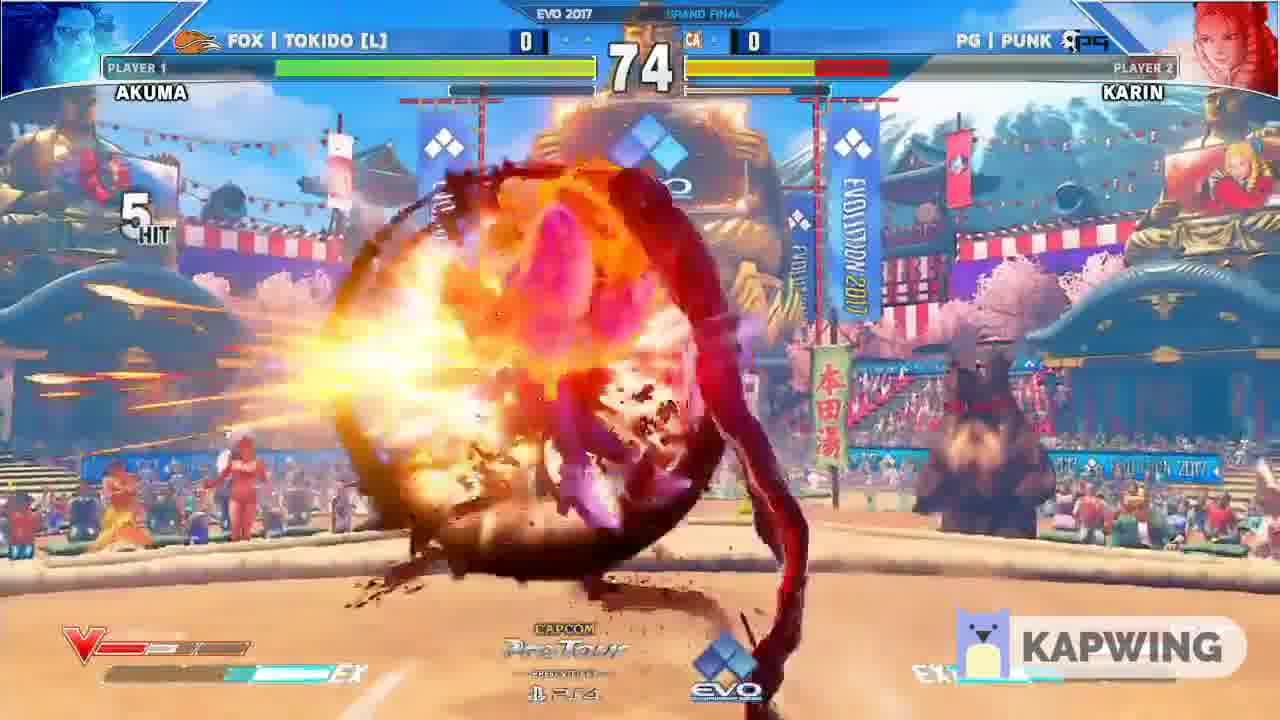 EVO 2017 GRAND FINAL
FOX | TOKIDO [L] 0 CA 0 PG | PUNK
PLAYER 1 74 PLAYER 2
AKUMA KARIN
5 HIT
EVOLUTION 2017
本田湯
CAPCOM
Pro Tour
PS4
EVO
V
EX
EX
KAPWING